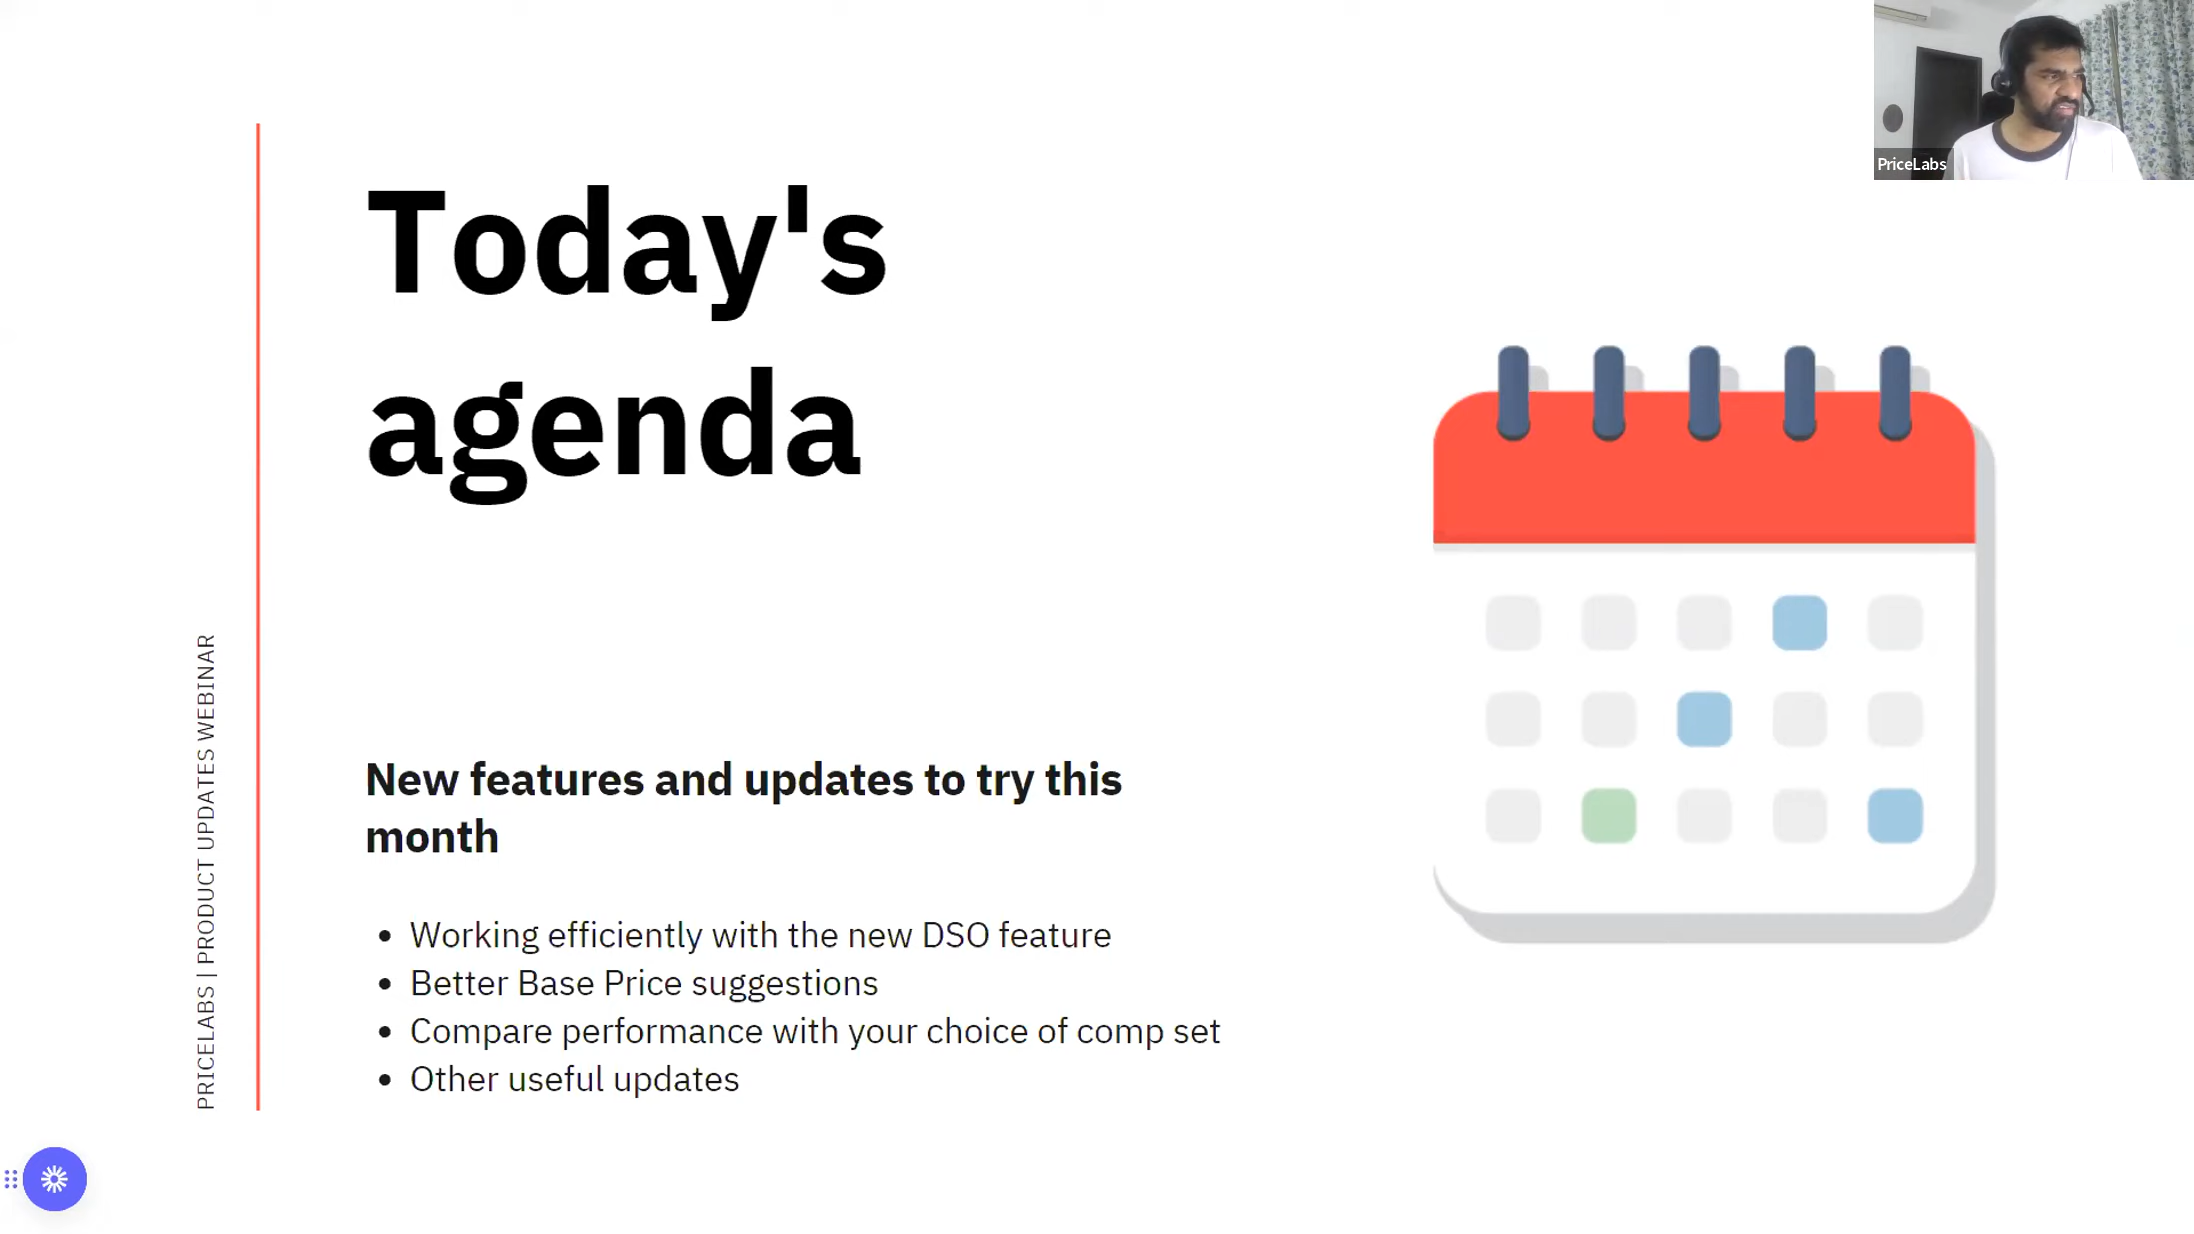 PriceLabs
Today's
agenda
New features and updates to try this
month
• Working efficiently with the new DSO feature
• Better Base Price suggestions
• Compare performance with your choice of comp set
• Other useful updates
PRICELABS | PRODUCT UPDATES WEBINAR